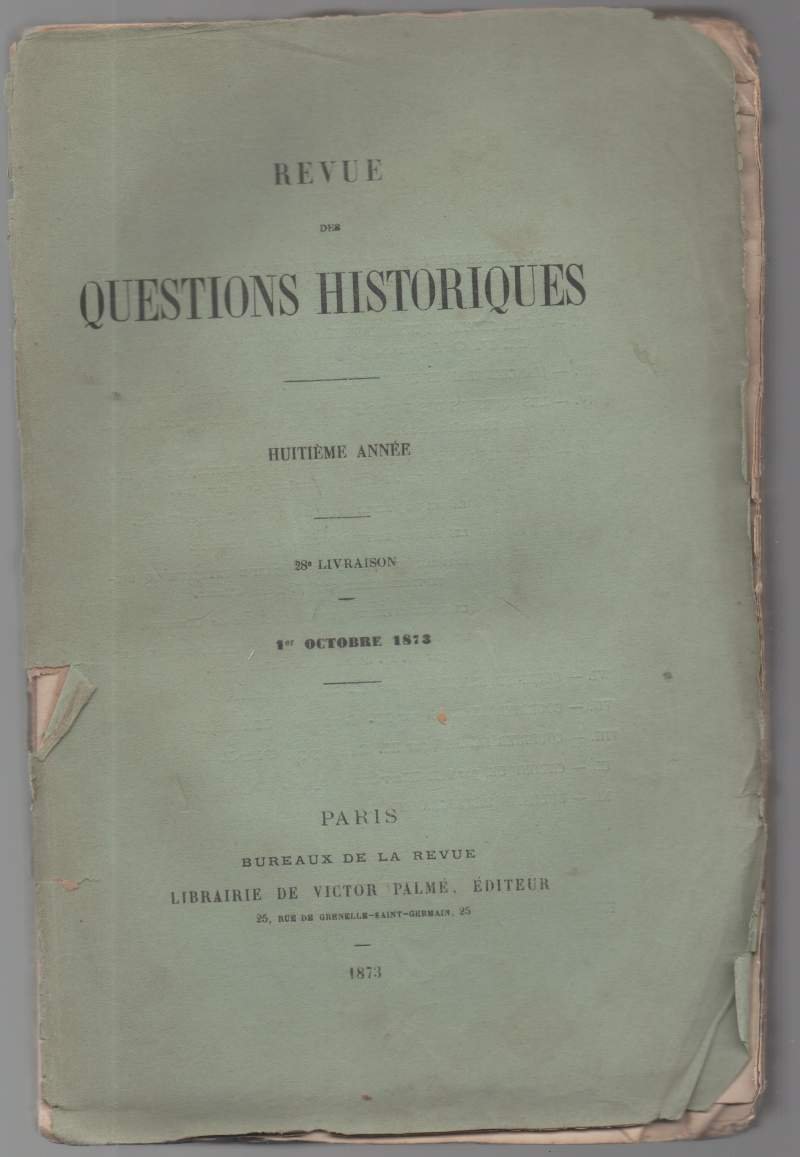 REVUE
DES
QUESTIONS HISTORIQUES
HUITIÈME ANNÉE
28e LIVRAISON
1er OCTOBRE 1873
PARIS
BUREAUX DE LA REVUE
LIBRAIRIE DE VICTOR PALMÉ, ÉDITEUR
25, RUE DE GRENELLE-SAINT-GERMAIN, 25
1873